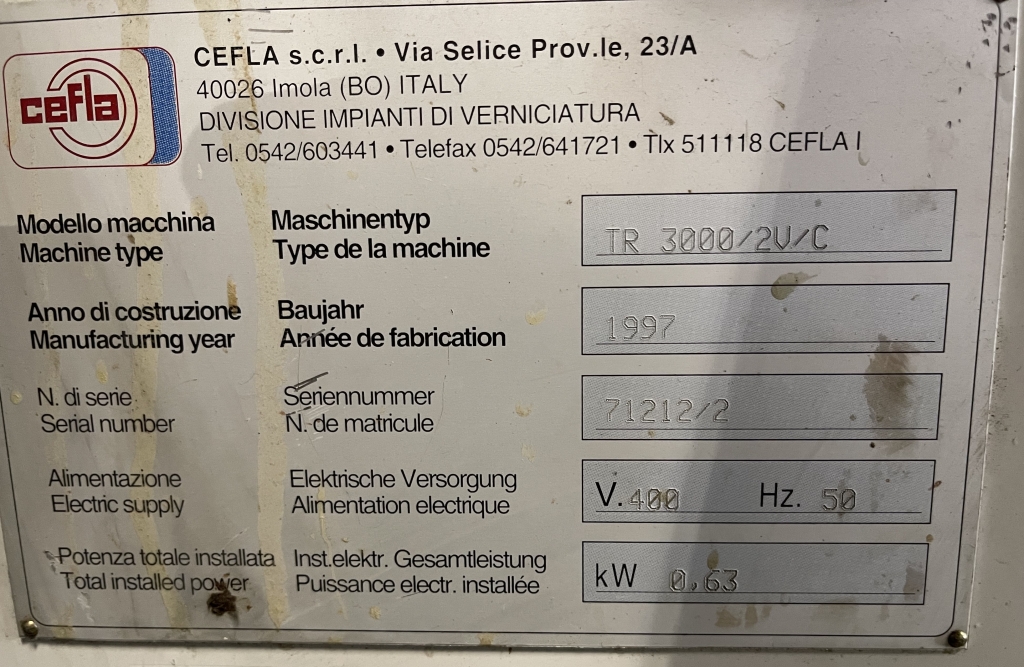 cefla
CEFLA s.c.r.l. • Via Selice Prov.le, 23/A
40026 Imola (BO) ITALY
DIVISIONE IMPIANTI DI VERNICIATURA
Tel. 0542/603441 • Telefax 0542/641721 • Tlx 511118 CEFLA I
Modello macchina Maschinentyp
Machine type Type de la machine
TR 3000/2V/C
Anno di costruzione Baujahr
Manufacturing year Année de fabrication
1997
N. di serie Seriennummer
Serial number N. de matricule
71212/2
Alimentazione Elektrische Versorgung
Electric supply Alimentation electrique
V. 400 Hz. 50
Potenza totale installata Inst.elektr. Gesamtleistung
Total installed power Puissance electr. installée
kW 0,63